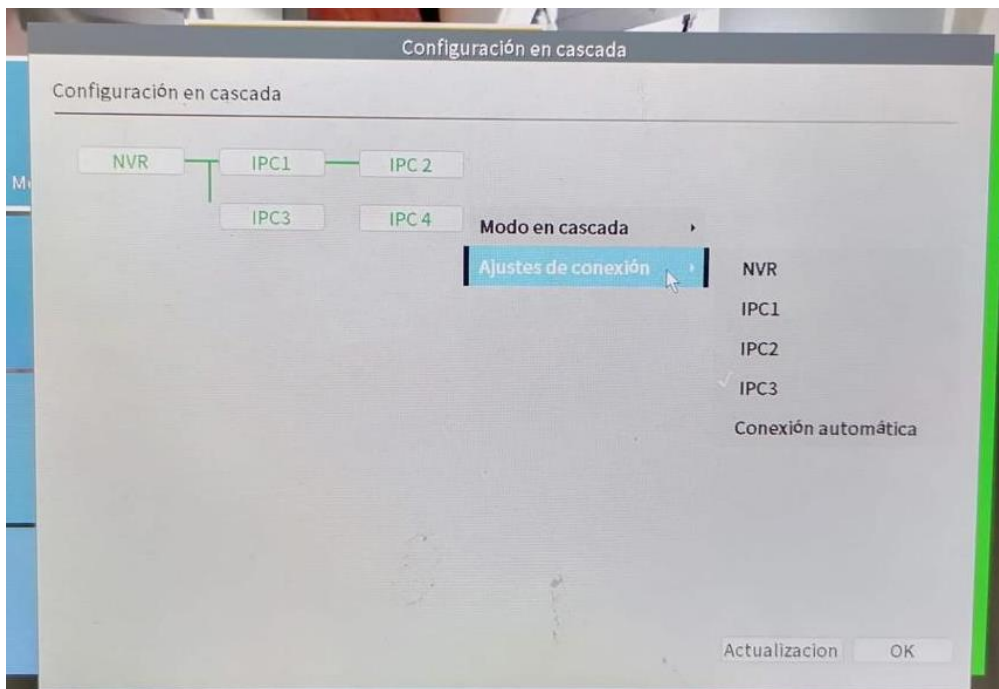 Configuración en cascada
Configuración en cascada
NVR IPC1 IPC 2
IPC3 IPC 4
Modo en cascada
Ajustes de conexión
NVR
IPC1
IPC2
IPC3
Conexión automática
Actualizacion OK